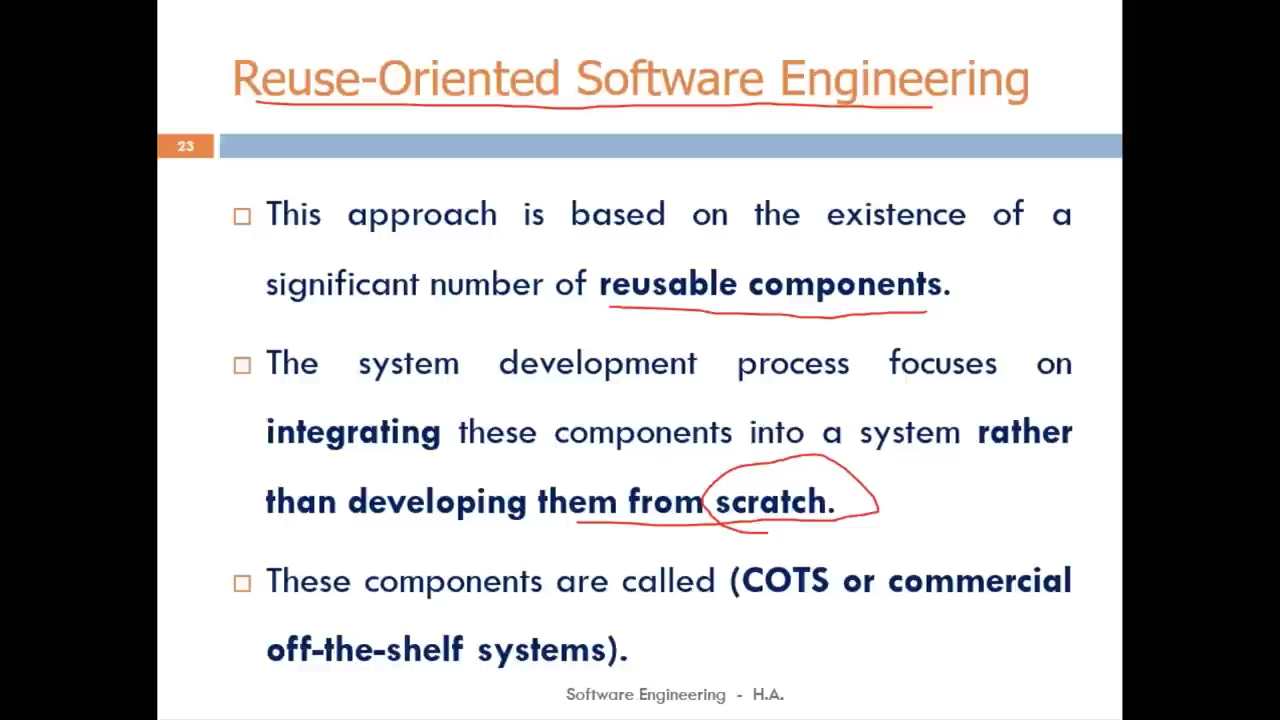 Reuse-Oriented Software Engineering
23
This approach is based on the existence of a
significant number of reusable components.
The system development process focuses on
integrating these components into a system rather
than developing them from scratch.
These components are called (COTS or commercial
off-the-shelf systems).
Software Engineering - H.A.